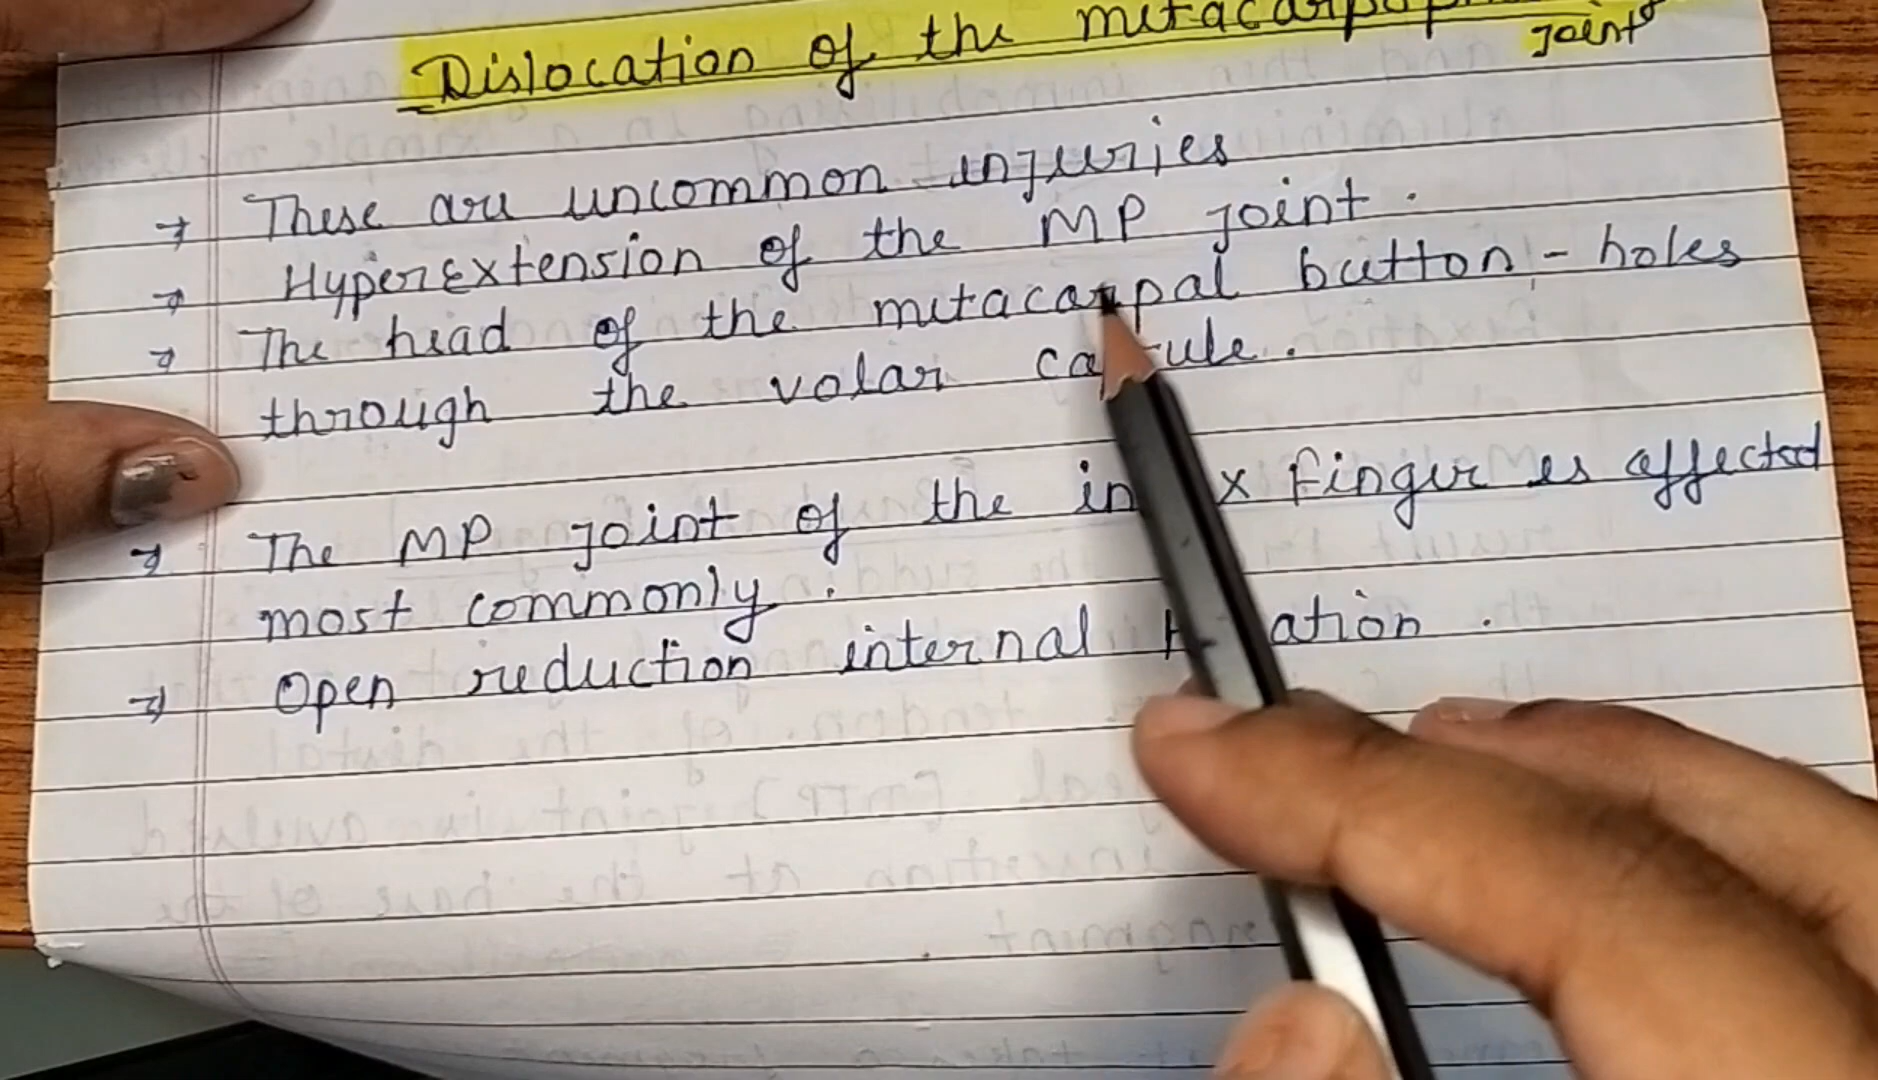 Dislocation of the
Joint
→ These are uncommon injuries
→ Hyperextension of the MP joint.
→ The head of the metacarpal button-holes
through the volar
→ The MP joint of the finger is affected
most commonly.
→ Open reduction internal